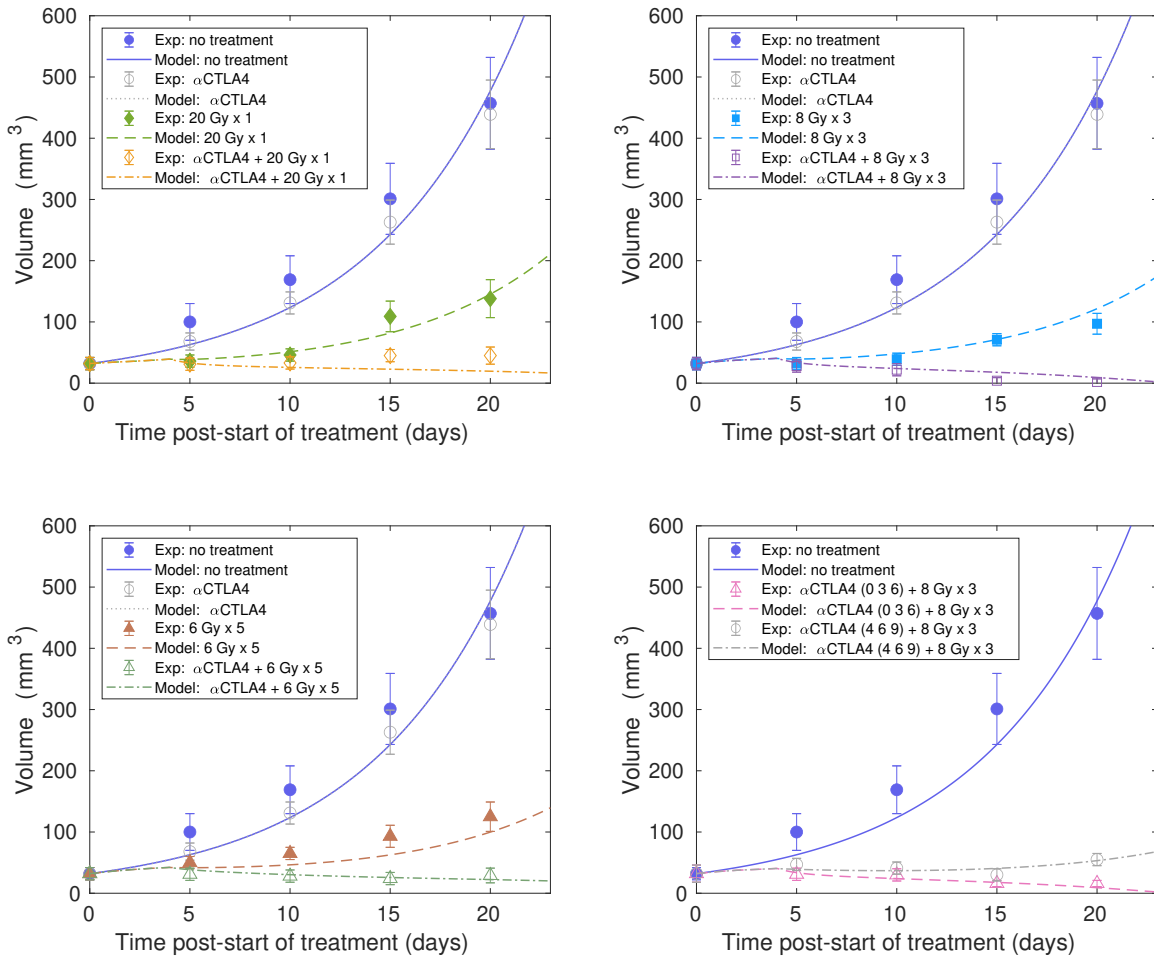 600
500
400
300
200
100
0
Volume (mm³)
Exp: no treatment
Model: no treatment
Exp: αCTLA4
Model: αCTLA4
Exp: 20 Gy x 1
Model: 20 Gy x 1
Exp: αCTLA4 + 20 Gy x 1
Model: αCTLA4 + 20 Gy x 1
0 5 10 15 20
Time post-start of treatment (days)
600
500
400
300
200
100
0
Volume (mm³)
Exp: no treatment
Model: no treatment
Exp: αCTLA4
Model: αCTLA4
Exp: 8 Gy x 3
Model: 8 Gy x 3
Exp: αCTLA4 + 8 Gy x 3
Model: αCTLA4 + 8 Gy x 3
0 5 10 15 20
Time post-start of treatment (days)
600
500
400
300
200
100
0
Volume (mm³)
Exp: no treatment
Model: no treatment
Exp: αCTLA4
Model: αCTLA4
Exp: 6 Gy x 5
Model: 6 Gy x 5
Exp: αCTLA4 + 6 Gy x 5
Model: αCTLA4 + 6 Gy x 5
0 5 10 15 20
Time post-start of treatment (days)
600
500
400
300
200
100
0
Volume (mm³)
Exp: no treatment
Model: no treatment
Exp: αCTLA4 (0 3 6) + 8 Gy x 3
Model: αCTLA4 (0 3 6) + 8 Gy x 3
Exp: αCTLA4 (4 6 9) + 8 Gy x 3
Model: αCTLA4 (4 6 9) + 8 Gy x 3
0 5 10 15 20
Time post-start of treatment (days)